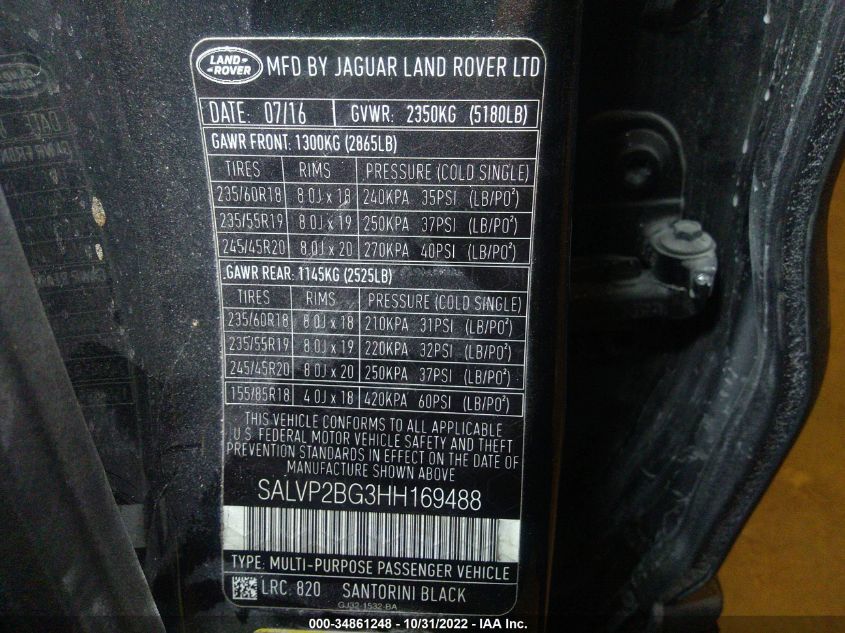 LAND-
-ROVER
MFD BY JAGUAR LAND ROVER LTD
DATE: 07/16 GVWR: 2350KG (5180LB)
GAWR FRONT: 1300KG (2865LB)
TIRES RIMS PRESSURE (COLD SINGLE)
235/60R18 8.0J x 18 240KPA 35PSI (LB/PO²)
235/55R19 8.0J x 19 250KPA 37PSI (LB/PO²)
245/45R20 8.0J x 20 270KPA 40PSI (LB/PO²)
GAWR REAR: 1145KG (2525LB)
TIRES RIMS PRESSURE (COLD SINGLE)
235/60R18 8.0J x 18 210KPA 31PSI (LB/PO²)
235/55R19 8.0J x 19 220KPA 32PSI (LB/PO²)
245/45R20 8.0J x 20 250KPA 37PSI (LB/PO²)
155/85R18 4.0J x 18 420KPA 60PSI (LB/PO²)
THIS VEHICLE CONFORMS TO ALL APPLICABLE
U.S. FEDERAL MOTOR VEHICLE SAFETY AND THEFT
PREVENTION STANDARDS IN EFFECT ON THE DATE OF
MANUFACTURE SHOWN ABOVE
SALVP2BG3HH169488
TYPE: MULTI-PURPOSE PASSENGER VEHICLE
LRC: 820 SANTORINI BLACK
GJ32-1532-BA
000-34861248 - 10/31/2022 - IAA Inc.